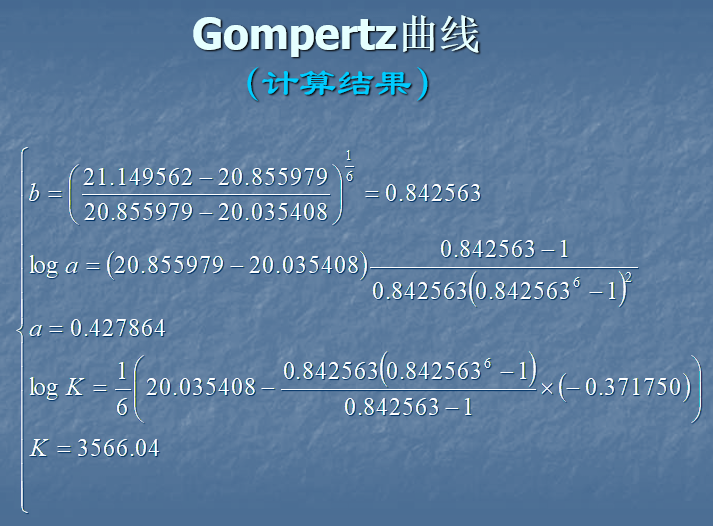 Gompertz曲线
（计算结果）
b = ( (21.149562 − 20.855979) / (20.855979 − 20.035408) )^(1/6) = 0.842563
log a = (20.855979 − 20.035408) (0.842563 − 1) / (0.842563(0.842563^6 − 1)^2)
a = 0.427864
log K = 1/6 ( 20.035408 − 0.842563(0.842563^6 − 1) / (0.842563 − 1) × (− 0.371750) )
K = 3566.04